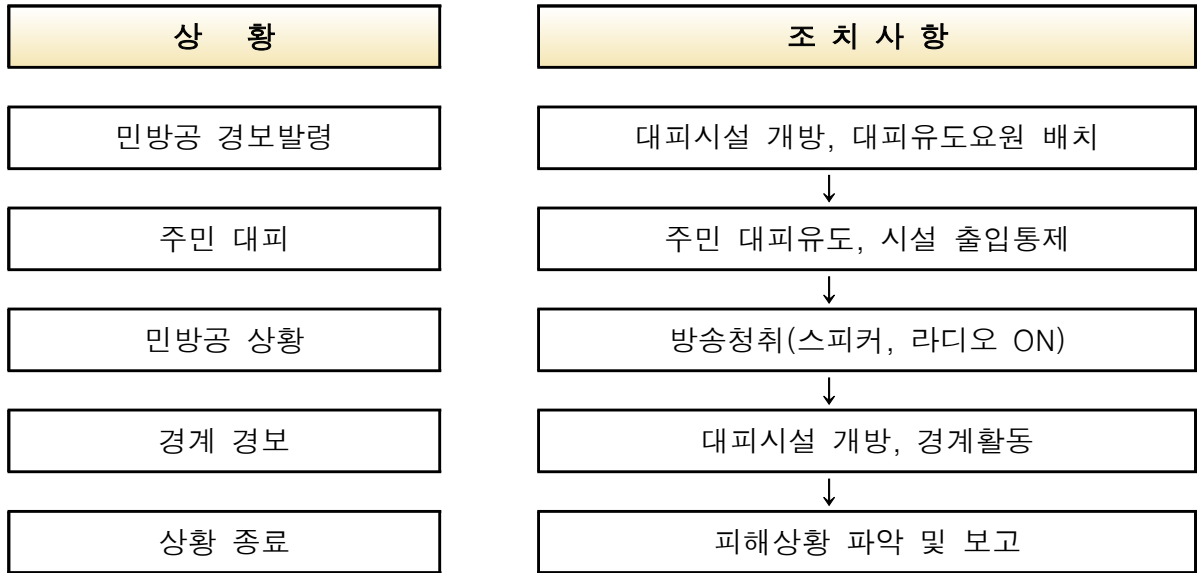 상 황 조 치 사 항
민방공 경보발령 대피시설 개방, 대피유도요원 배치
↓
주민 대피 주민 대피유도, 시설 출입통제
↓
민방공 상황 방송청취(스피커, 라디오 ON)
↓
경계 경보 대피시설 개방, 경계활동
↓
상황 종료 피해상황 파악 및 보고